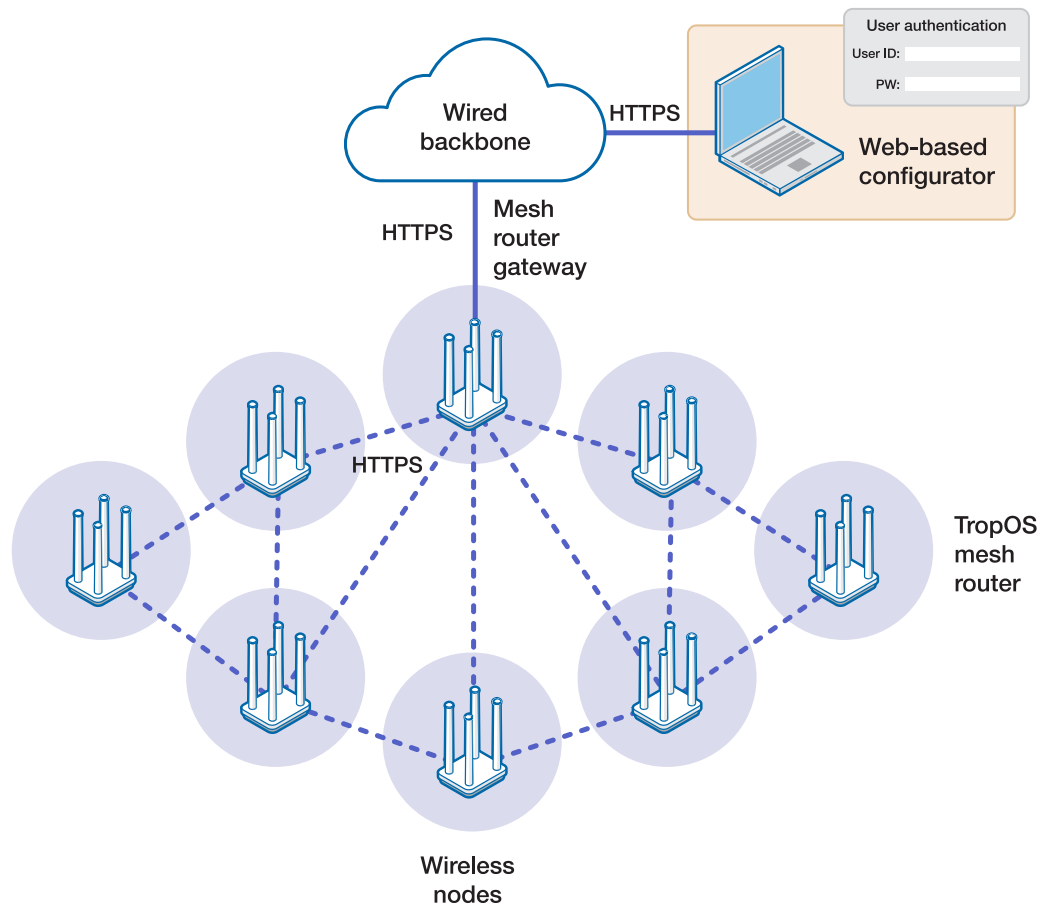 User authentication
User ID:
PW:
Wired
backbone
HTTPS
Web-based
configurator
HTTPS
Mesh
router
gateway
HTTPS
TropOS
mesh
router
Wireless
nodes